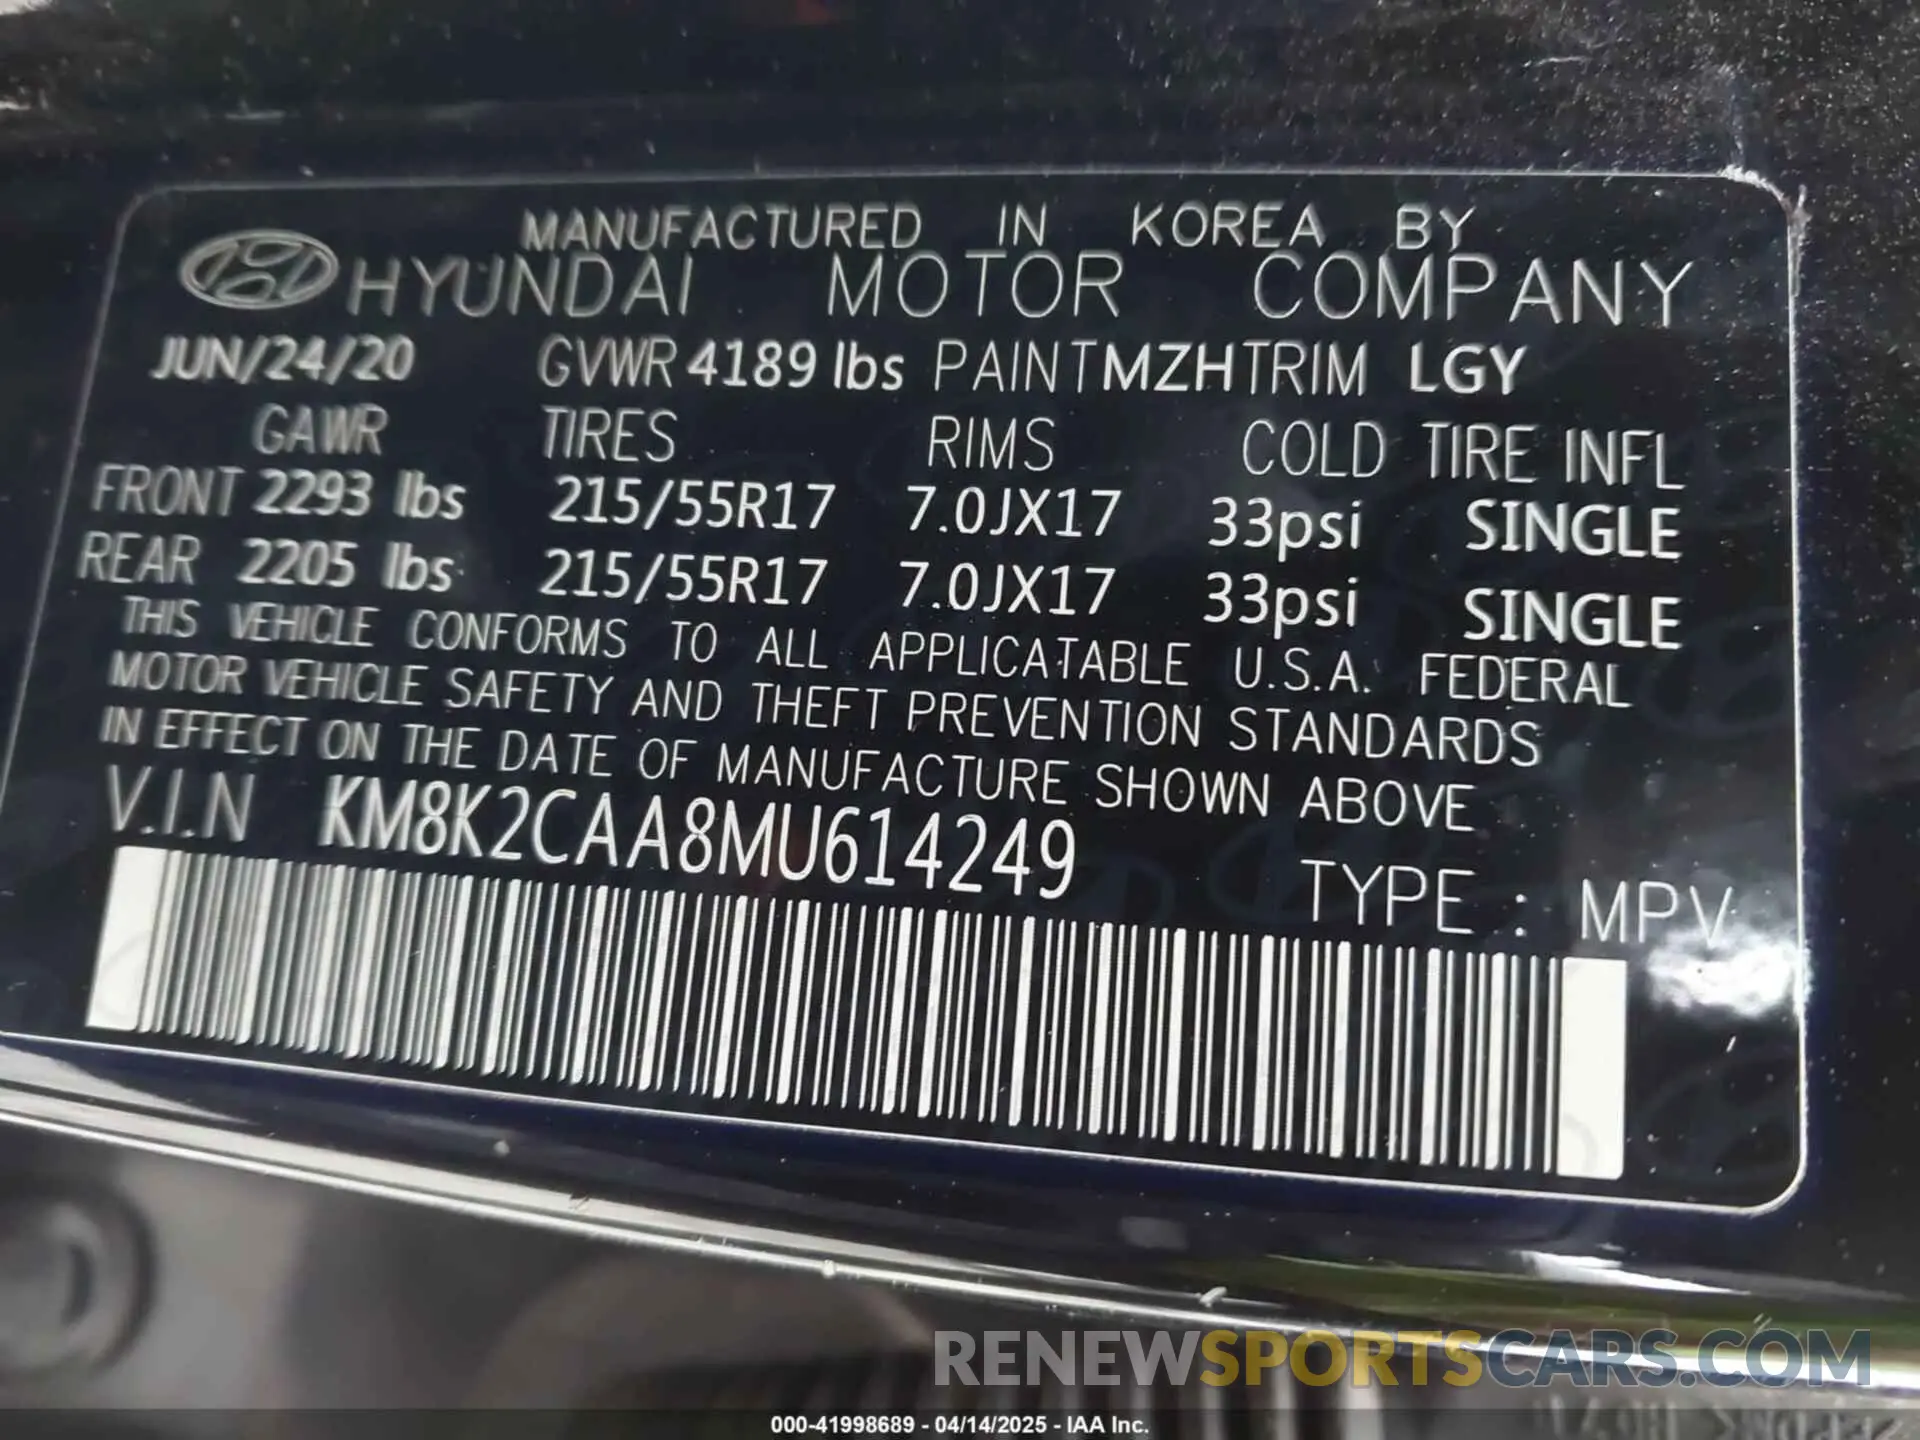 MANUFACTURED IN KOREA BY
HYUNDAI MOTOR COMPANY
JUN/24/20 GVWR 4189 lbs PAINT MZH TRIM LGY
GAWR TIRES RIMS COLD TIRE INFL
FRONT 2293 lbs 215/55R17 7.0JX17 33psi SINGLE
REAR 2205 lbs 215/55R17 7.0JX17 33psi SINGLE
THIS VEHICLE CONFORMS TO ALL APPLICATABLE U.S.A. FEDERAL
MOTOR VEHICLE SAFETY AND THEFT PREVENTION STANDARDS
IN EFFECT ON THE DATE OF MANUFACTURE SHOWN ABOVE
V.I.N KM8K2CAA8MU614249
TYPE : MPV
RENEWSPORTSCARS.COM
000-41998689 - 04/14/2025 - IAA Inc.